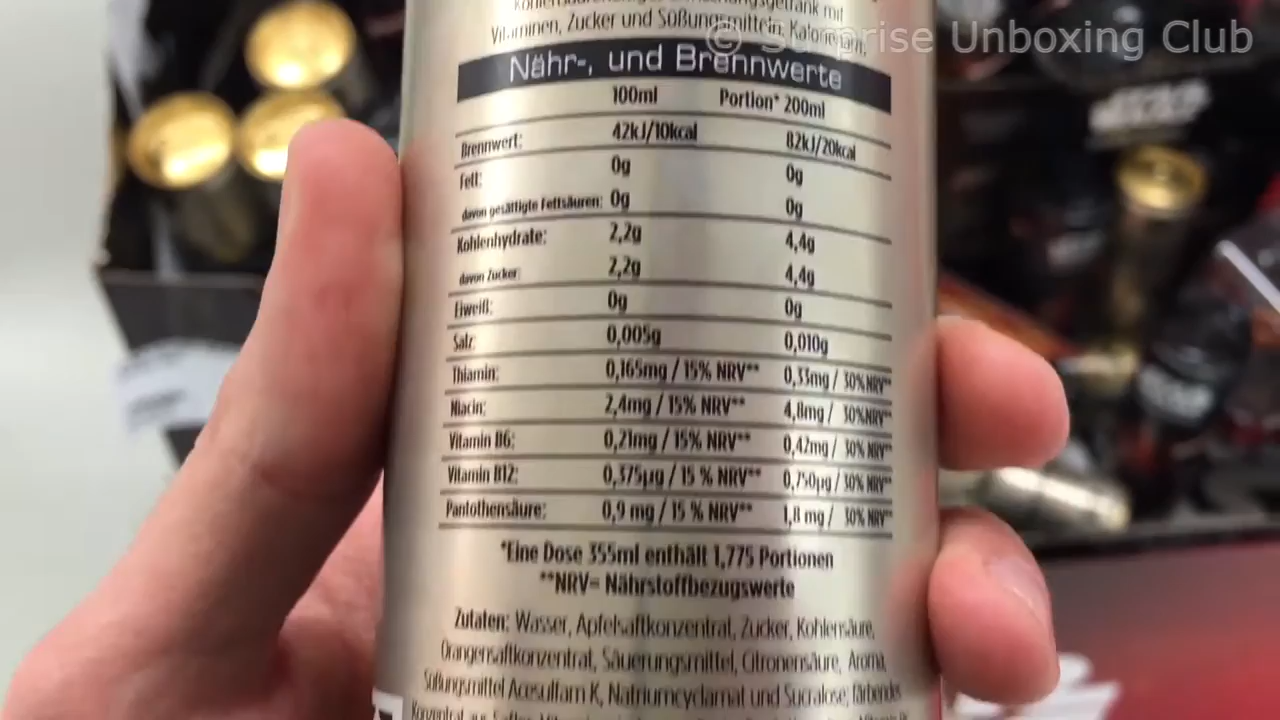 © Surprise Unboxing Club
Vitaminen, Zucker und Süßungsmitteln; Kalorienarm;
Nähr-, und Brennwerte
100ml Portion* 200ml
Brennwert: 42kJ/10kcal 82kJ/20kcal
Fett: 0g 0g
davon gesättigte Fettsäuren: 0g 0g
Kohlenhydrate: 2,2g 4,4g
davon Zucker: 2,2g 4,4g
Eiweiß: 0g 0g
Salz 0,005g 0,010g
Thiamin: 0,165mg / 15% NRV** 0,33mg / 30% NRV**
Niacin: 2,4mg / 15% NRV** 4,8mg / 30% NRV**
Vitamin B6: 0,21mg / 15% NRV** 0,42mg / 30% NRV**
Vitamin B12: 0,375µg / 15 % NRV** 0,750µg / 30% NRV**
Pantothensäure: 0,9 mg / 15 % NRV** 1,8 mg / 30% NRV**
*Eine Dose 355ml enthält 1,775 Portionen
**NRV= Nährstoffbezugswerte
Zutaten: Wasser, Apfelsaftkonzentrat, Zucker, Kohlensäure,
Orangensaftkonzentrat, Säuerungsmittel, Citronensäure, Aroma,
Süßungsmittel Acesulfam K, Natriumcyclamat und Sucralose; färbendes